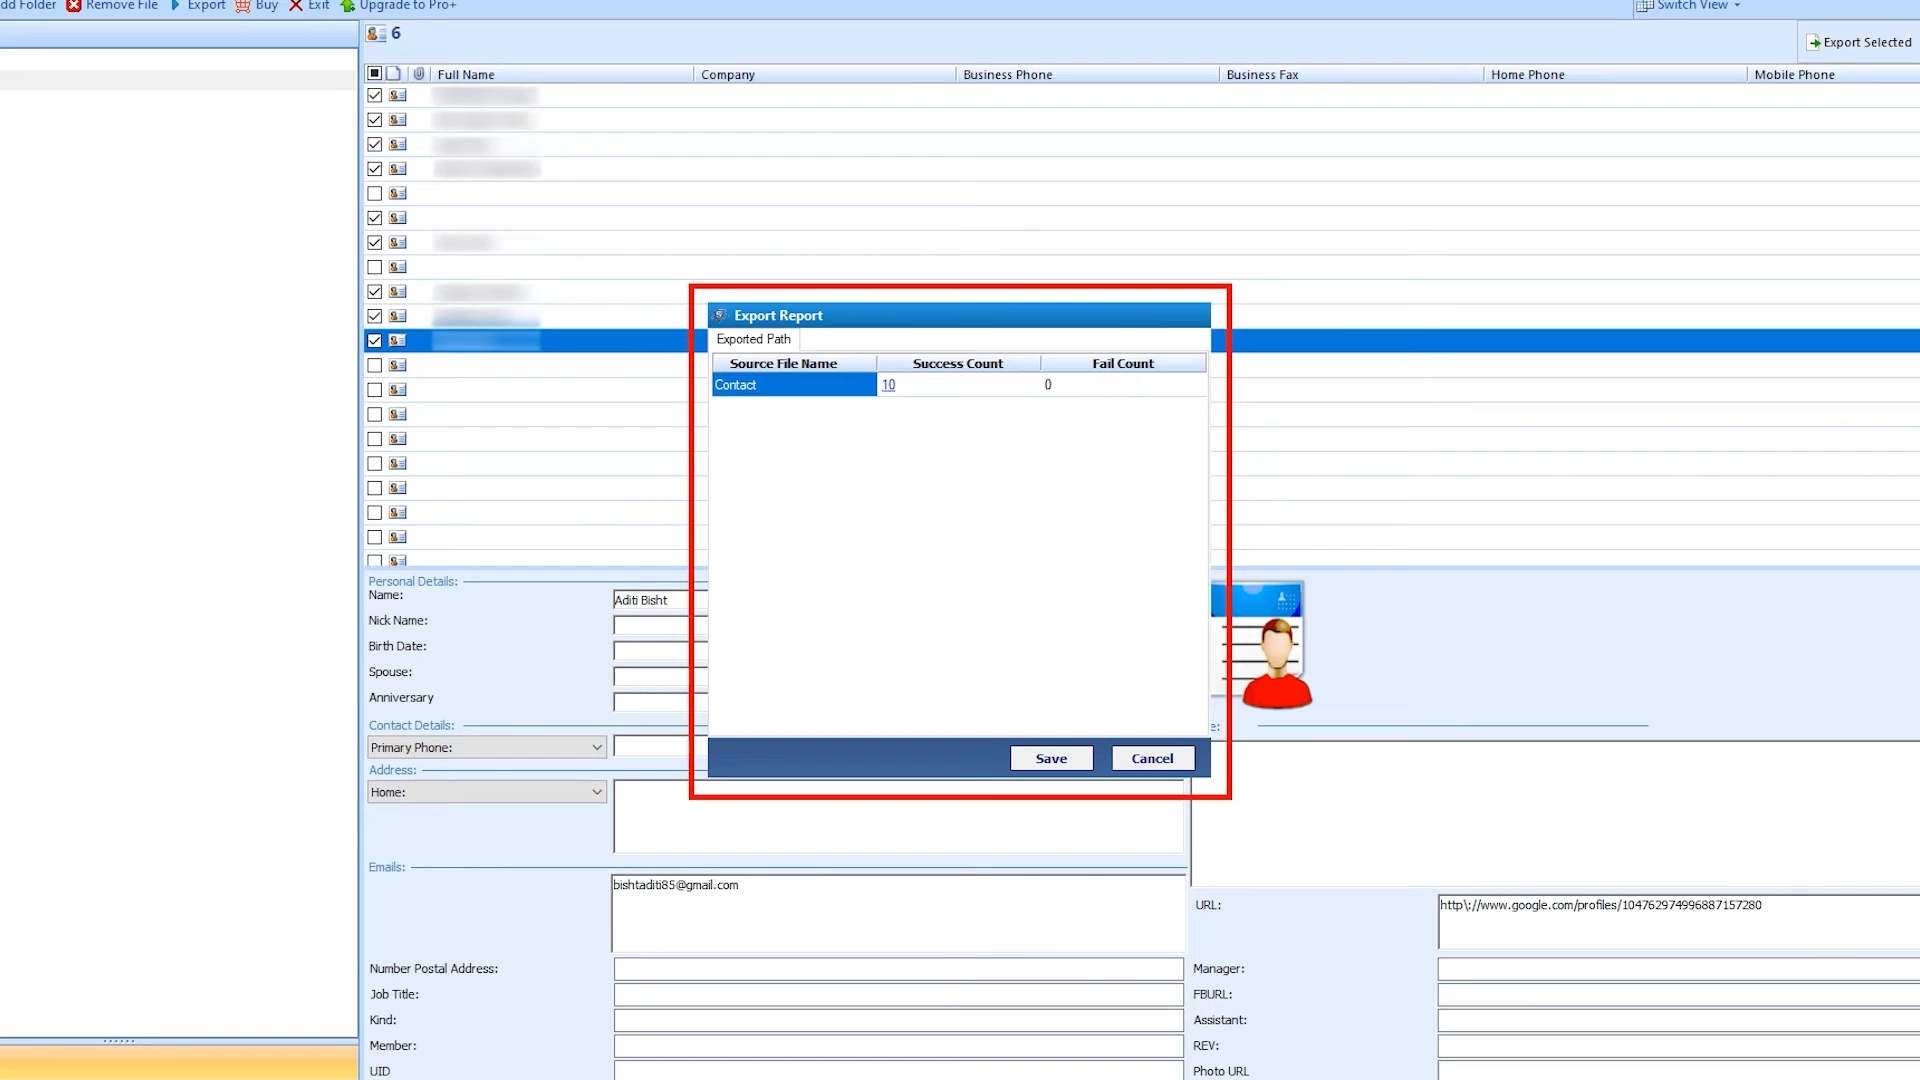 dd Folder Remove File Export Buy Exit Upgrade to Pro+ Switch View
6
Export Selected
Full Name Company Business Phone Business Fax Home Phone Mobile Phone
Export Report
Exported Path
Source File Name Success Count Fail Count
Contact 10 0
Save Cancel
Personal Details:
Name: Aditi Bisht
Nick Name:
Birth Date:
Spouse:
Anniversary
Contact Details: e:
Primary Phone:
Address:
Home:
Emails:
bishtaditi85@gmail.com
URL: http\://www.google.com/profiles/104762974996887157280
Number Postal Address: Manager:
Job Title: FBURL:
Kind: Assistant:
Member: REV:
UID Photo URL